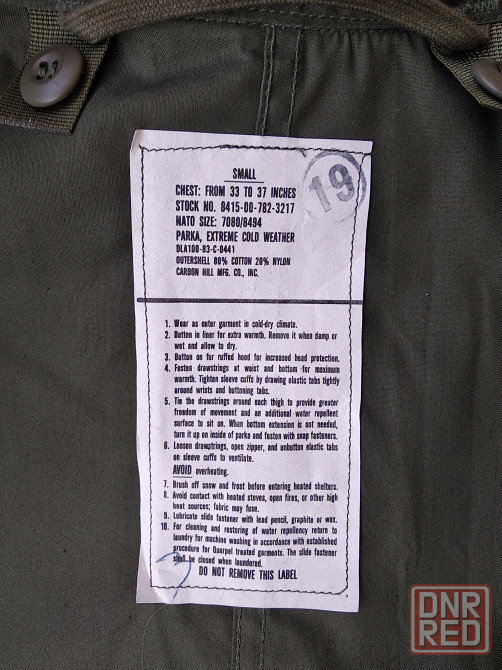 SMALL
19
CHEST: FROM 33 TO 37 INCHES
STOCK NO. 8415-00-782-3217
NATO SIZE: 7080/8494
PARKA, EXTREME COLD WEATHER
DLA100-83-C-0441
OUTERSHELL 80% COTTON 20% NYLON
CARBON HILL MFG. CO., INC.
1. Wear as outer garment in cold-dry climate.
2. Button in liner for extra warmth. Remove it when damp or
wet and allow to dry.
3. Button on fur ruffed hood for increased head protection.
4. Fasten drawstrings at waist and bottom for maximum
warmth. Tighten sleeve cuffs by drawing elastic tabs tightly
around wrists and buttoning tabs.
5. Tie the drawstrings around each thigh to provide greater
freedom of movement and an additional water repellent
surface to sit on. When bottom extension is not needed,
turn it up on inside of parka and fasten with snap fasteners.
6. Loosen drawstrings, open zipper, and unbutton elastic tabs
on sleeve cuffs to ventilate.
AVOID overheating.
7. Brush off snow and frost before entering heated shelters.
8. Avoid contact with heated stoves, open fires, or other high
heat sources; fabric may fuse.
9. Lubricate slide fastener with lead pencil, graphite or wax.
10. For cleaning and restoring of water repellency return to
laundry for machine washing in accordance with established
procedure for Quarpel treated garments. The slide fastener
shall be closed when laundered.
DO NOT REMOVE THIS LABEL
DNR
RED